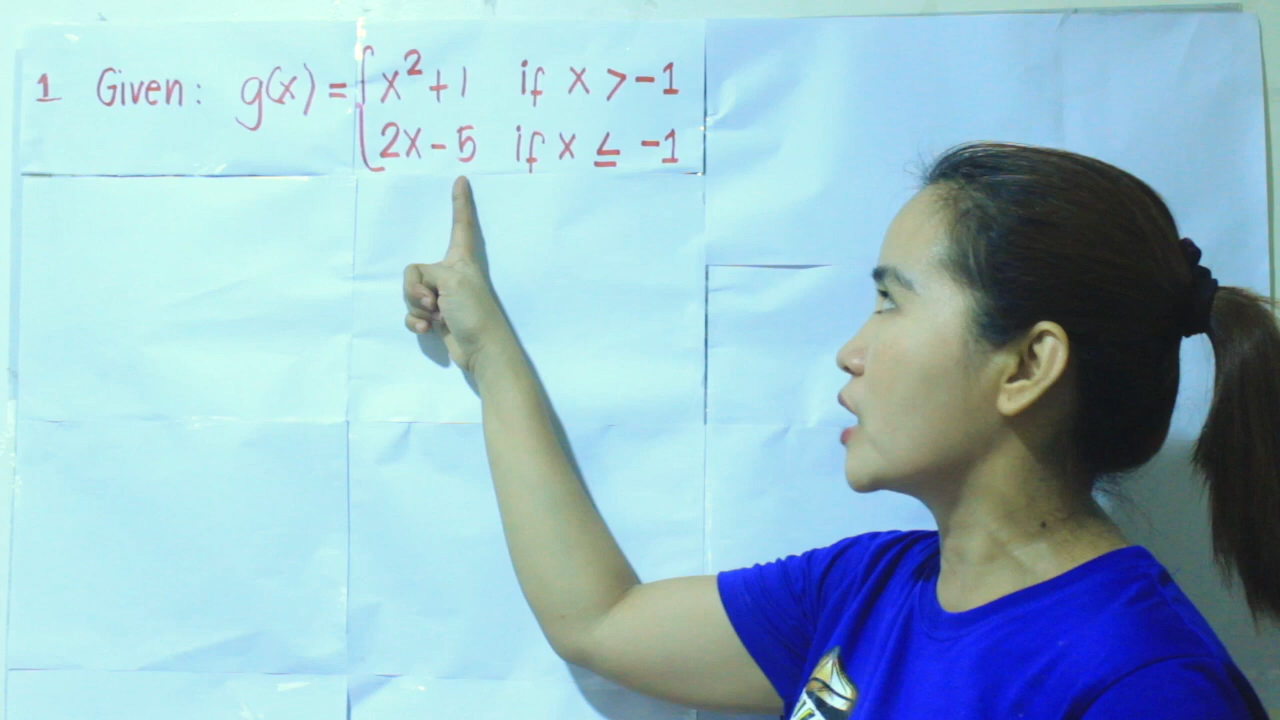 1 Given: g(x) = { x² + 1 if x > -1
2x - 5 if x ≤ -1